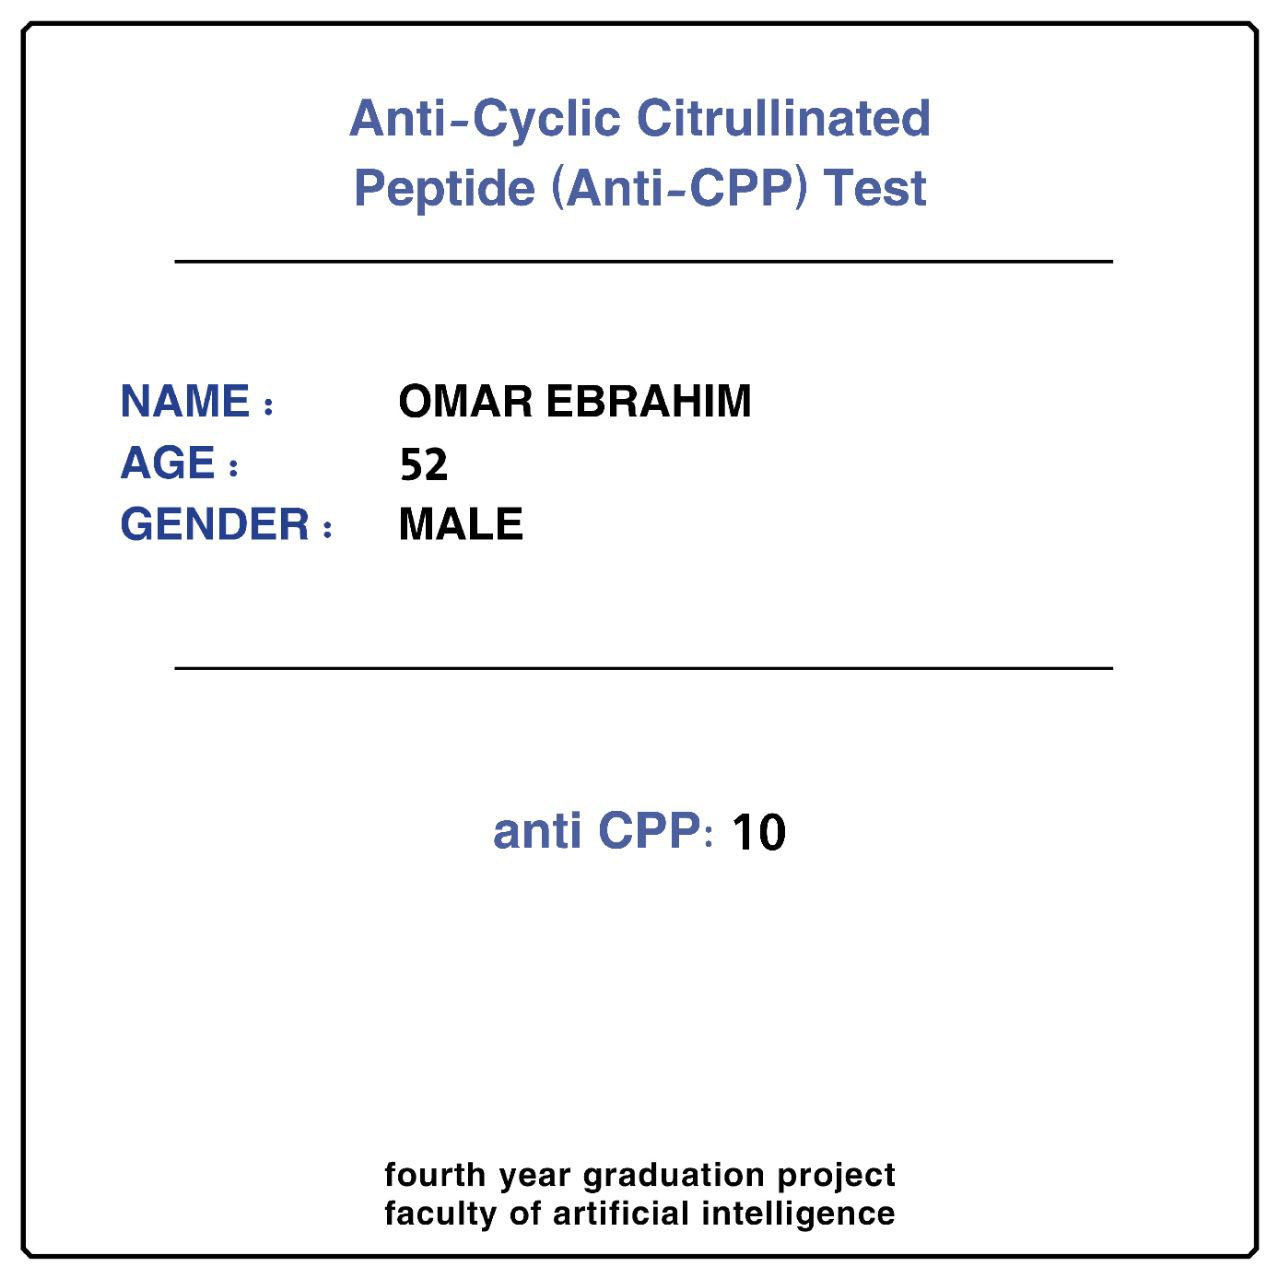 Anti-Cyclic Citrullinated
Peptide (Anti-CPP) Test
NAME : OMAR EBRAHIM
AGE : 52
GENDER : MALE
anti CPP: 10
fourth year graduation project
faculty of artificial intelligence